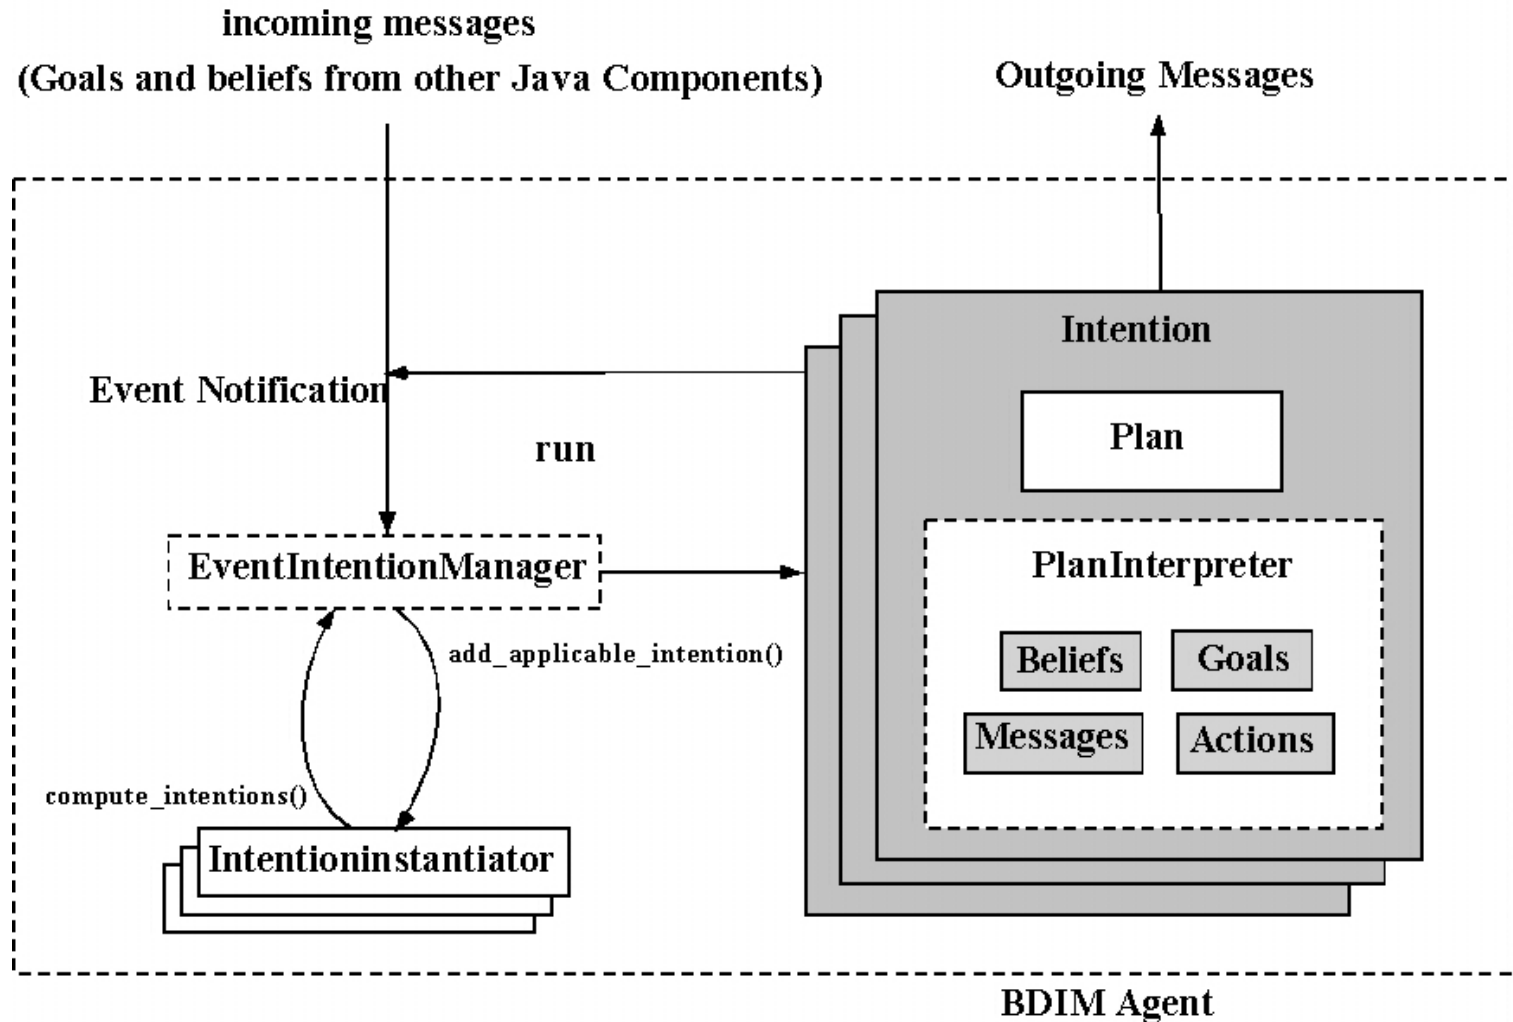 incoming messages
(Goals and beliefs from other Java Components)
Outgoing Messages
Intention
Event Notification
Plan
run
EventIntentionManager
PlanInterpreter
add_applicable_intention()
Beliefs
Goals
Messages
Actions
compute_intentions()
Intentioninstantiator
BDIM Agent